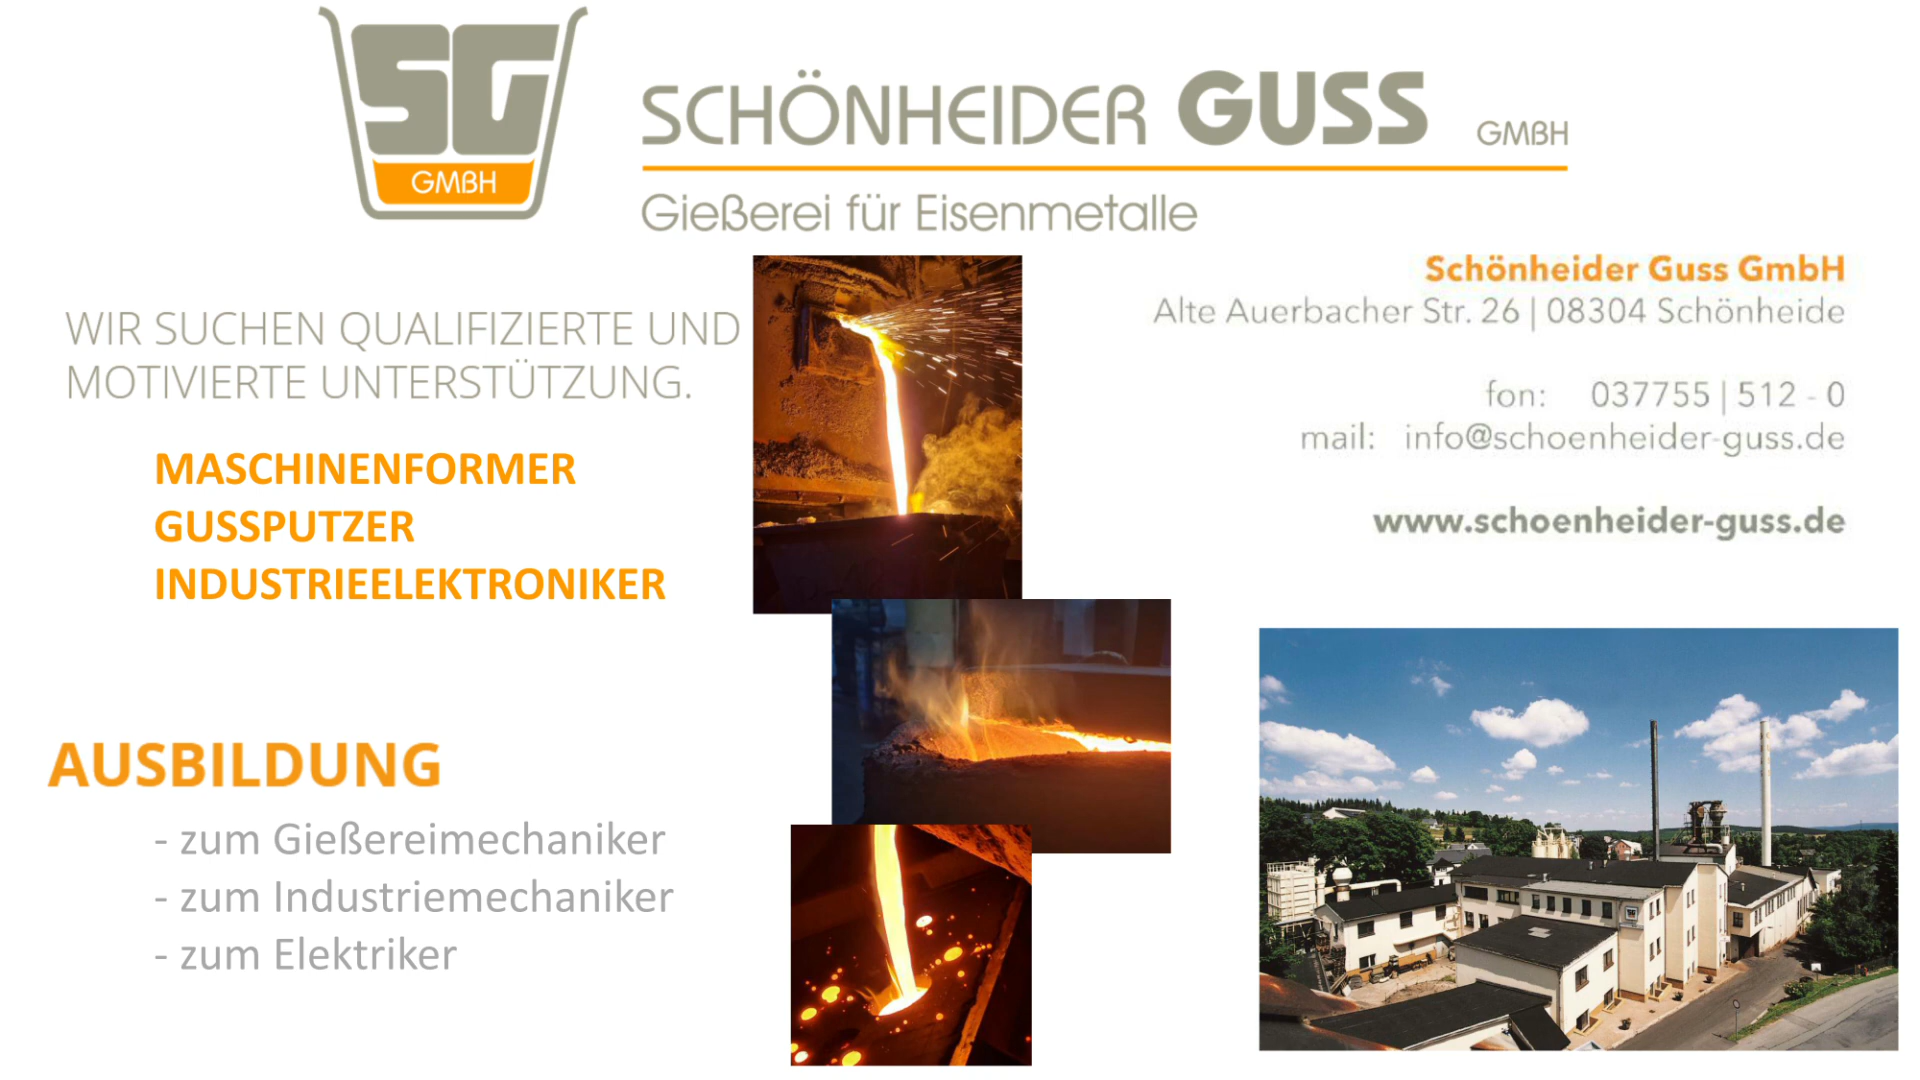 SG
GMBH
SCHÖNHEIDER GUSS GMBH
Gießerei für Eisenmetalle
WIR SUCHEN QUALIFIZIERTE UND
MOTIVIERTE UNTERSTÜTZUNG.
MASCHINENFORMER
GUSSPUTZER
INDUSTRIEELEKTRONIKER
AUSBILDUNG
- zum Gießereimechaniker
- zum Industriemechaniker
- zum Elektriker
Schönheider Guss GmbH
Alte Auerbacher Str. 26 | 08304 Schönheide
fon: 037755 | 512 - 0
mail: info@schoenheider-guss.de
www.schoenheider-guss.de